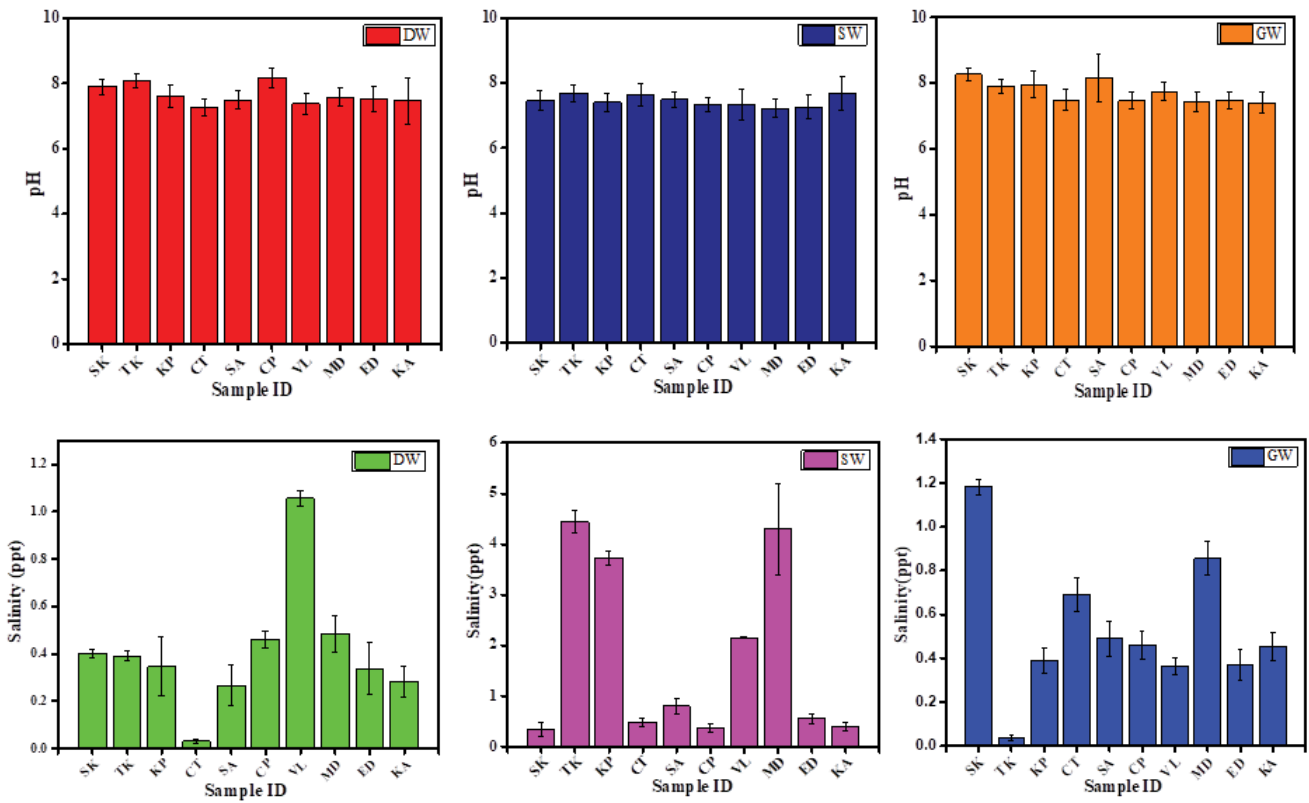 10
8
6
4
2
0
pH
DW
SK TK KP CT SA CP VL MD ED KA
Sample ID
10
8
6
4
2
0
pH
SW
SK TK KP CT SA CP VL MD ED KA
Sample ID
10
8
6
4
2
0
pH
GW
SK TK KP CT SA CP VL MD ED KA
Sample ID
1.2
1.0
0.8
0.6
0.4
0.2
0.0
Salinity (ppt)
DW
SK TK KP CT SA CP VL MD ED KA
Sample ID
6
5
4
3
2
1
0
Salinity(ppt)
SW
SK TK KP CT SA CP VL MD ED KA
Sample ID
1.4
1.2
1.0
0.8
0.6
0.4
0.2
0.0
Salinity(ppt)
GW
SK TK KP CT SA CP VL MD ED KA
Sample ID